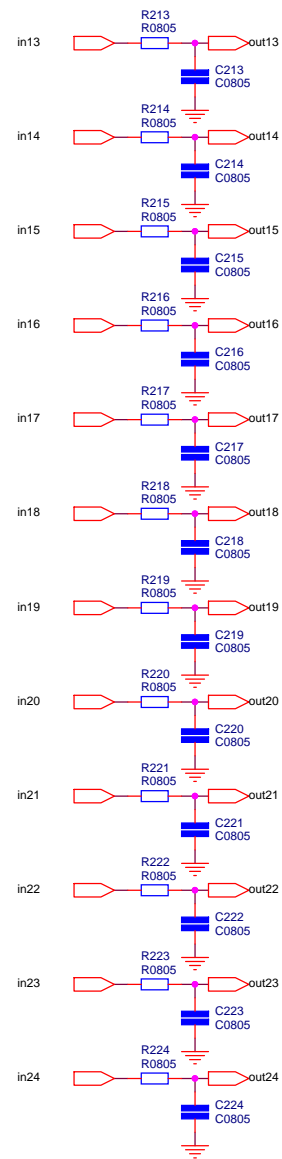 R213
R0805
in13
out13
C213
C0805
R214
R0805
in14
out14
C214
C0805
R215
R0805
in15
out15
C215
C0805
R216
R0805
in16
out16
C216
C0805
R217
R0805
in17
out17
C217
C0805
R218
R0805
in18
out18
C218
C0805
R219
R0805
in19
out19
C219
C0805
R220
R0805
in20
out20
C220
C0805
R221
R0805
in21
out21
C221
C0805
R222
R0805
in22
out22
C222
C0805
R223
R0805
in23
out23
C223
C0805
R224
R0805
in24
out24
C224
C0805